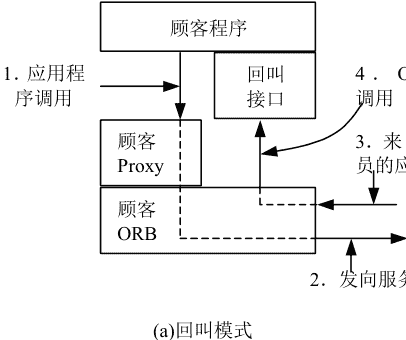 顾客程序
1. 应用程
序调用
回叫
接口
4. O
调用
顾客
Proxy
3. 来
员的应
顾客
ORB
2. 发向服务
(a)回叫模式